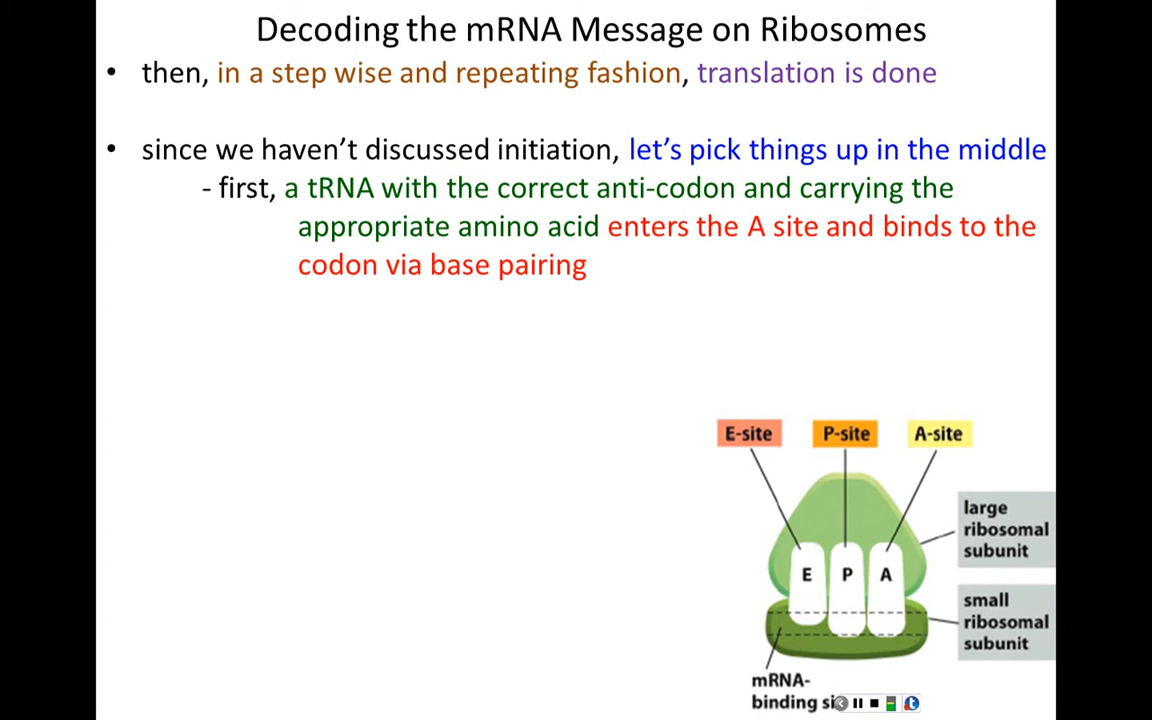 Decoding the mRNA Message on Ribosomes
• then, in a step wise and repeating fashion, translation is done
• since we haven’t discussed initiation, let’s pick things up in the middle
- first, a tRNA with the correct anti-codon and carrying the
appropriate amino acid enters the A site and binds to the
codon via base pairing
E-site P-site A-site
large
ribosomal
subunit
E P A
small
ribosomal
subunit
mRNA-
binding